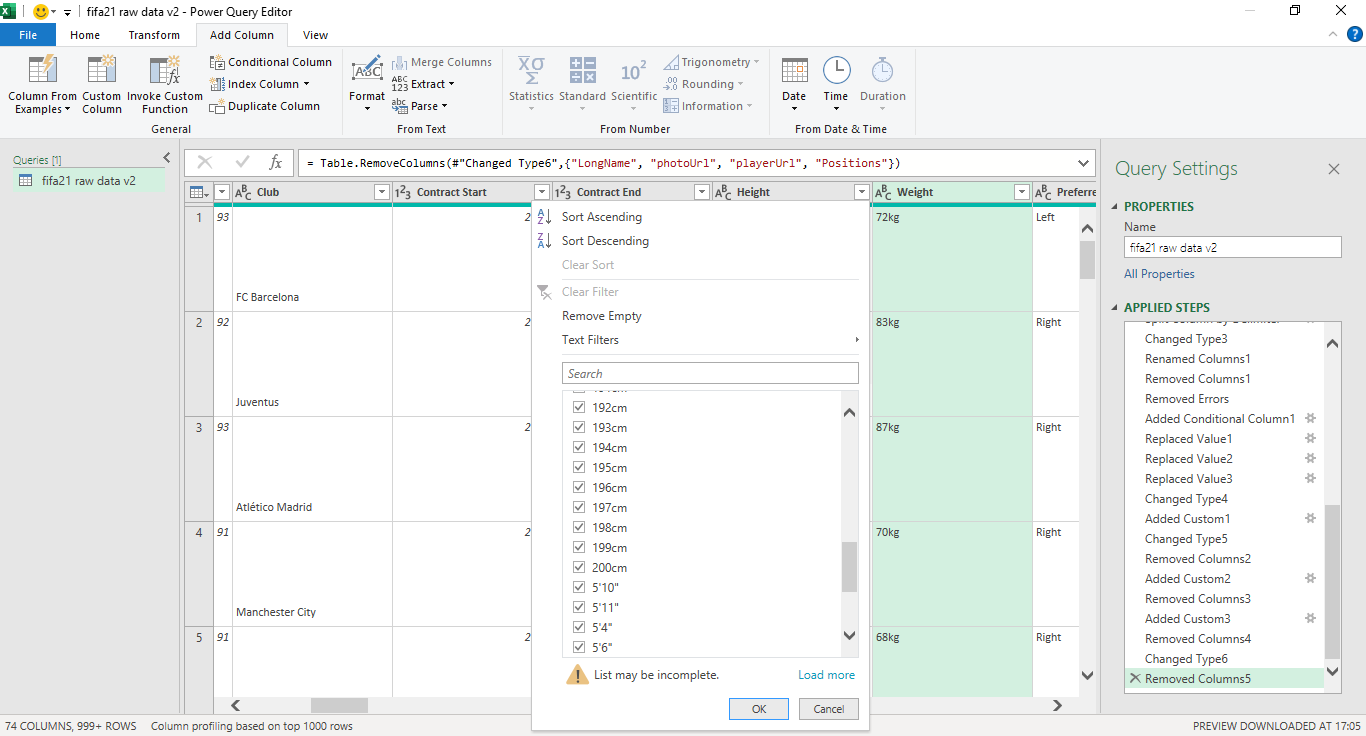 fifa21 raw data v2 - Power Query Editor
File Home Transform Add Column View
Column From Examples
Custom Column
Invoke Custom Function
Conditional Column
Index Column
Duplicate Column
General
Format
Merge Columns
Extract
Parse
From Text
Statistics
Standard
Scientific
Trigonometry
Rounding
Information
From Number
Date
Time
Duration
From Date & Time
Queries [1]
fifa21 raw data v2
= Table.RemoveColumns(#"Changed Type6",{"LongName", "photoUrl", "playerUrl", "Positions"})
Club Contract Start Contract End Height Weight Preferre
1 93 FC Barcelona 2 72kg Left
2 92 Juventus 2 83kg Right
3 93 Atlético Madrid 2 87kg Right
4 91 Manchester City 2 70kg Right
5 91 2 68kg Right
Sort Ascending
Sort Descending
Clear Sort
Clear Filter
Remove Empty
Text Filters
Search
192cm
193cm
194cm
195cm
196cm
197cm
198cm
199cm
200cm
5'10"
5'11"
5'4"
5'6"
List may be incomplete. Load more
OK Cancel
Query Settings
PROPERTIES
Name
fifa21 raw data v2
All Properties
APPLIED STEPS
Changed Type3
Renamed Columns1
Removed Columns1
Removed Errors
Added Conditional Column1
Replaced Value1
Replaced Value2
Replaced Value3
Changed Type4
Added Custom1
Changed Type5
Removed Columns2
Added Custom2
Removed Columns3
Added Custom3
Removed Columns4
Changed Type6
Removed Columns5
74 COLUMNS, 999+ ROWS Column profiling based on top 1000 rows PREVIEW DOWNLOADED AT 17:05